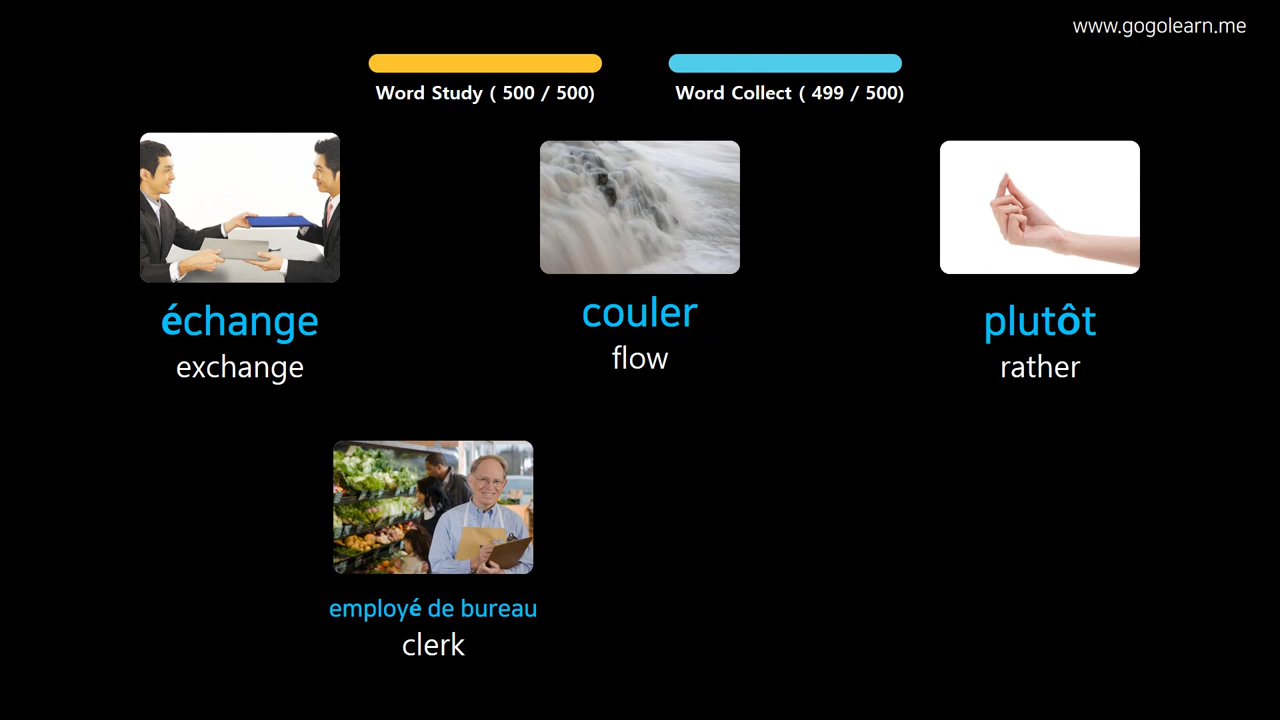 www.gogolearn.me
Word Study ( 500 / 500)
Word Collect ( 499 / 500)
échange
exchange
couler
flow
plutôt
rather
employé de bureau
clerk